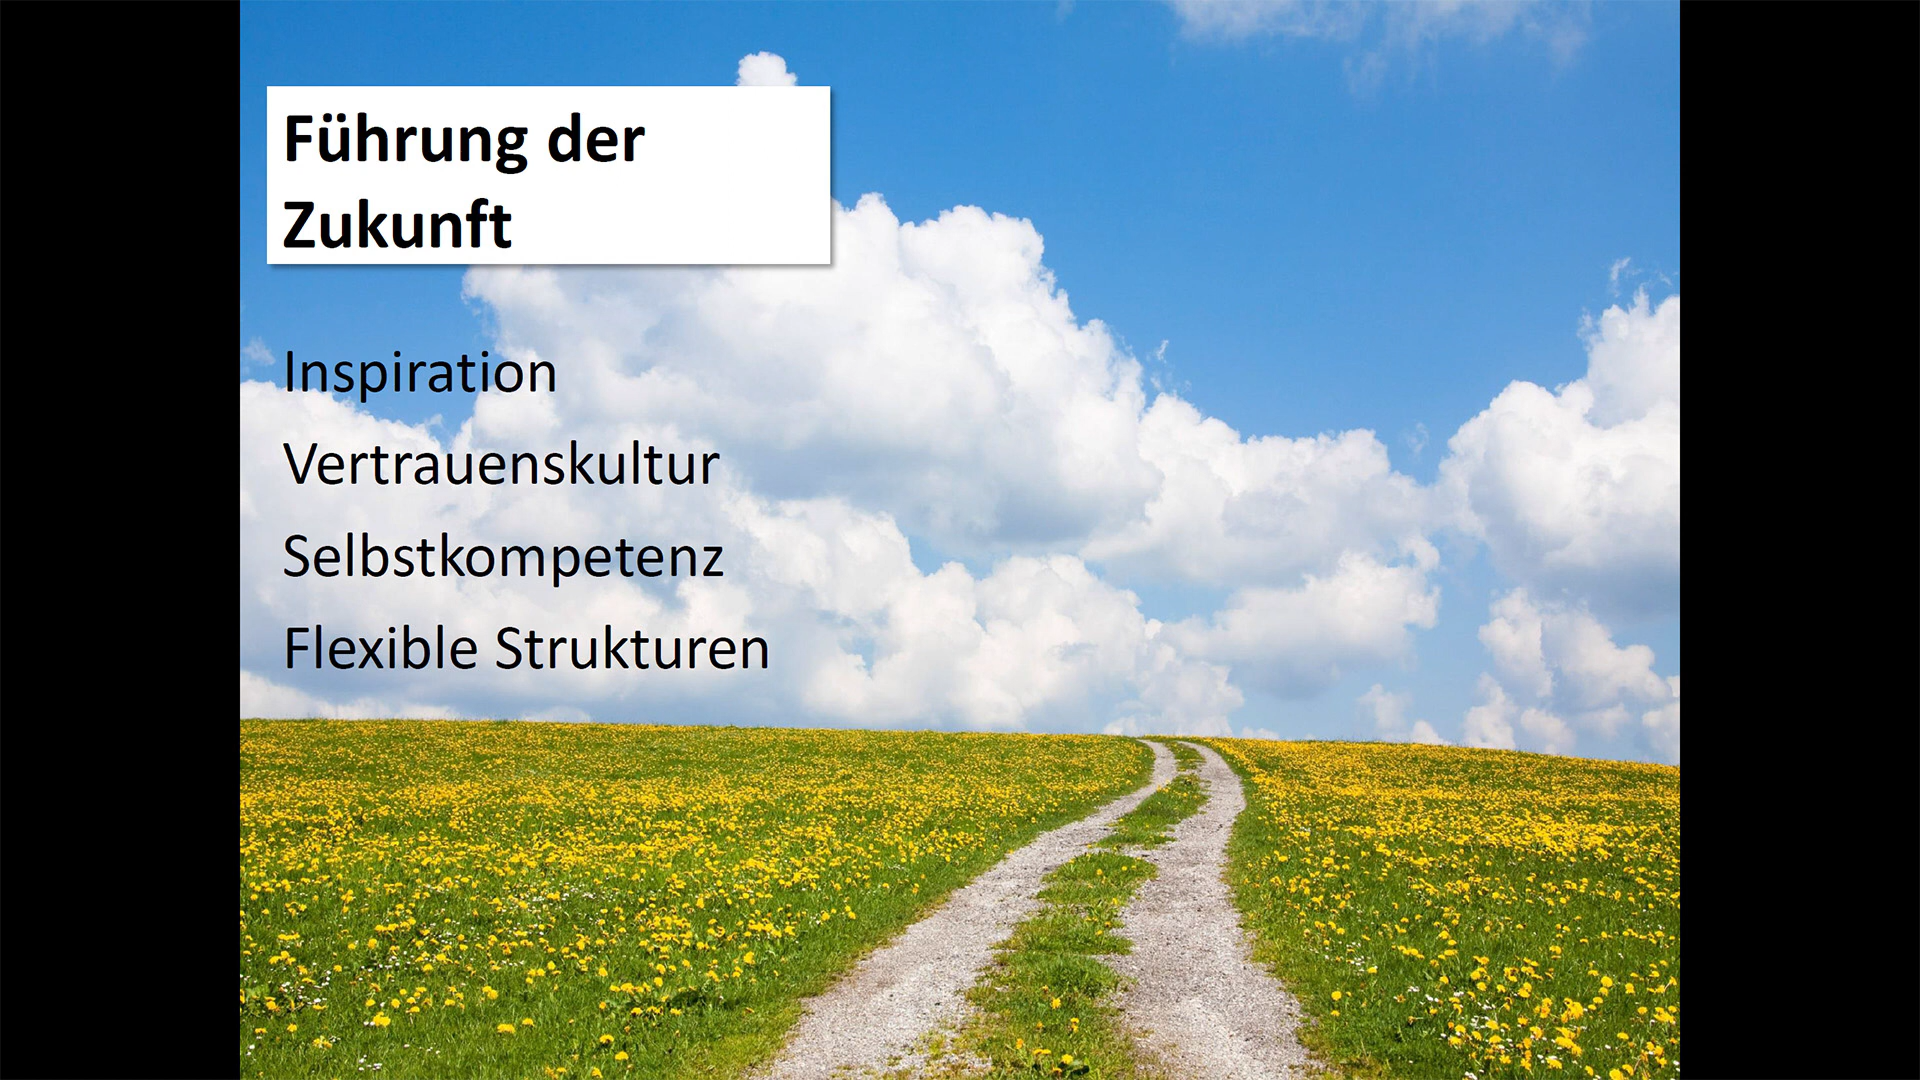 Führung der
Zukunft
Inspiration
Vertrauenskultur
Selbstkompetenz
Flexible Strukturen